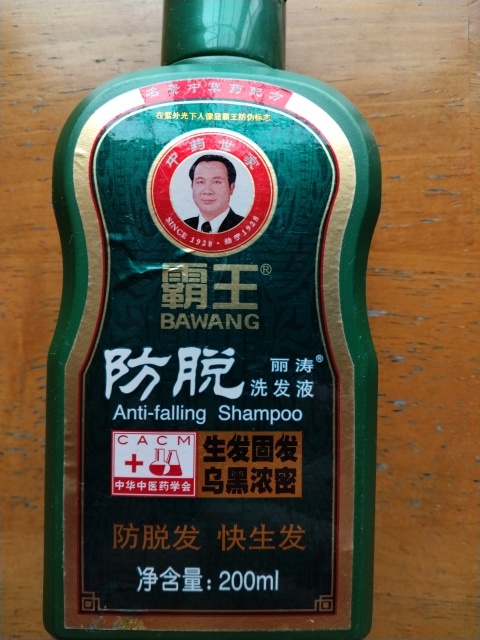 名贵中草药配方
在紫外光下人像显霸王防伪标志
中药世家
SINCE 1928 · 始于1928
霸王®
BAWANG
防脱 丽涛®
洗发液
Anti-falling Shampoo
CACM
中华中医药学会
生发固发
乌黑浓密
防脱发 快生发
净含量：200ml